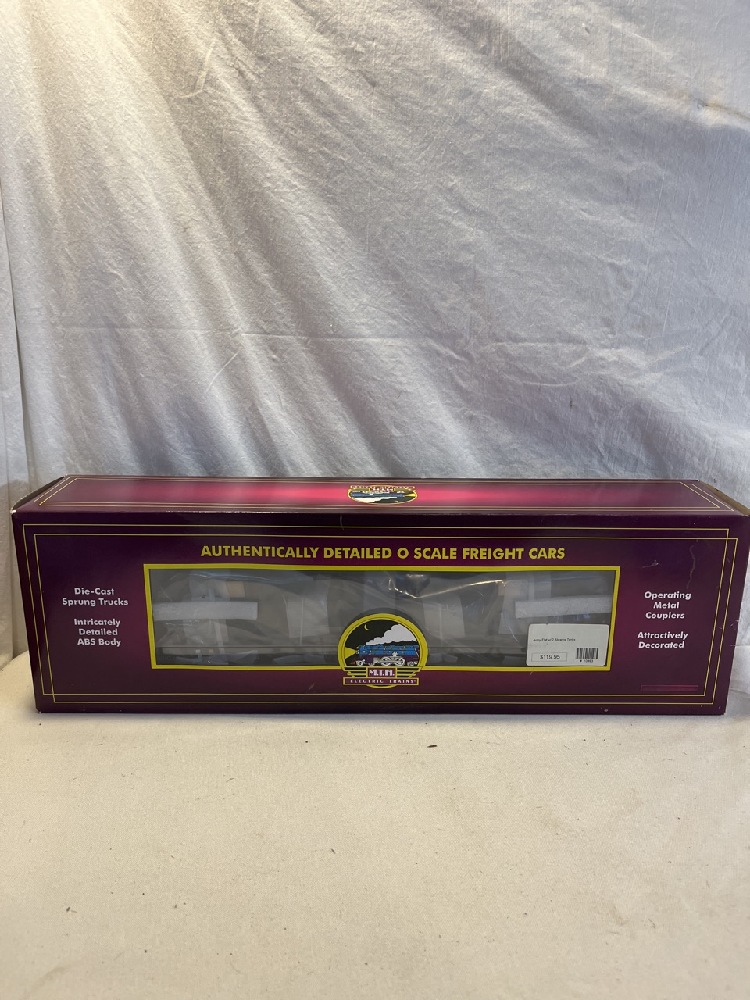 AUTHENTICALLY DETAILED O SCALE FREIGHT CARS
Die-Cast
Sprung Trucks
Intricately
Detailed
ABS Body
Operating
Metal
Couplers
Attractively
Decorated
M.T.H.
ELECTRIC TRAINS